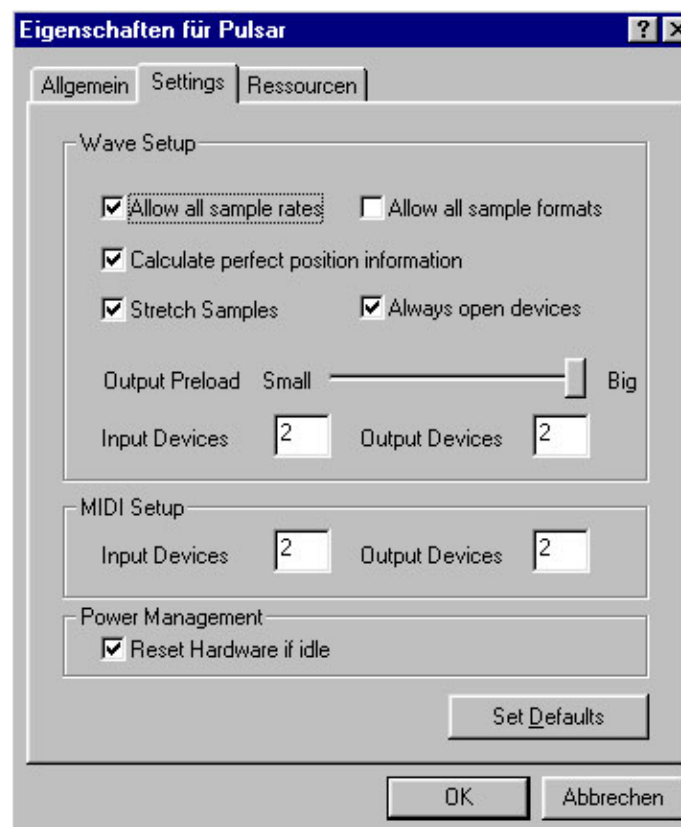 Eigenschaften für Pulsar
Allgemein Settings Ressourcen
Wave Setup
Allow all sample rates Allow all sample formats
Calculate perfect position information
Stretch Samples Always open devices
Output Preload Small Big
Input Devices 2 Output Devices 2
MIDI Setup
Input Devices 2 Output Devices 2
Power Management
Reset Hardware if idle
Set Defaults
OK Abbrechen